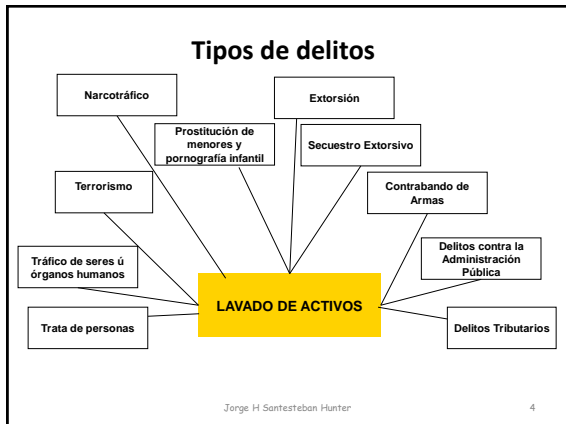 Tipos de delitos
Narcotráfico
Extorsión
Prostitución de
menores y
pornografía infantil
Secuestro Extorsivo
Terrorismo
Contrabando de
Armas
Tráfico de seres ú
órganos humanos
Delitos contra la
Administración
Pública
LAVADO DE ACTIVOS
Trata de personas
Delitos Tributarios
Jorge H Santesteban Hunter
4